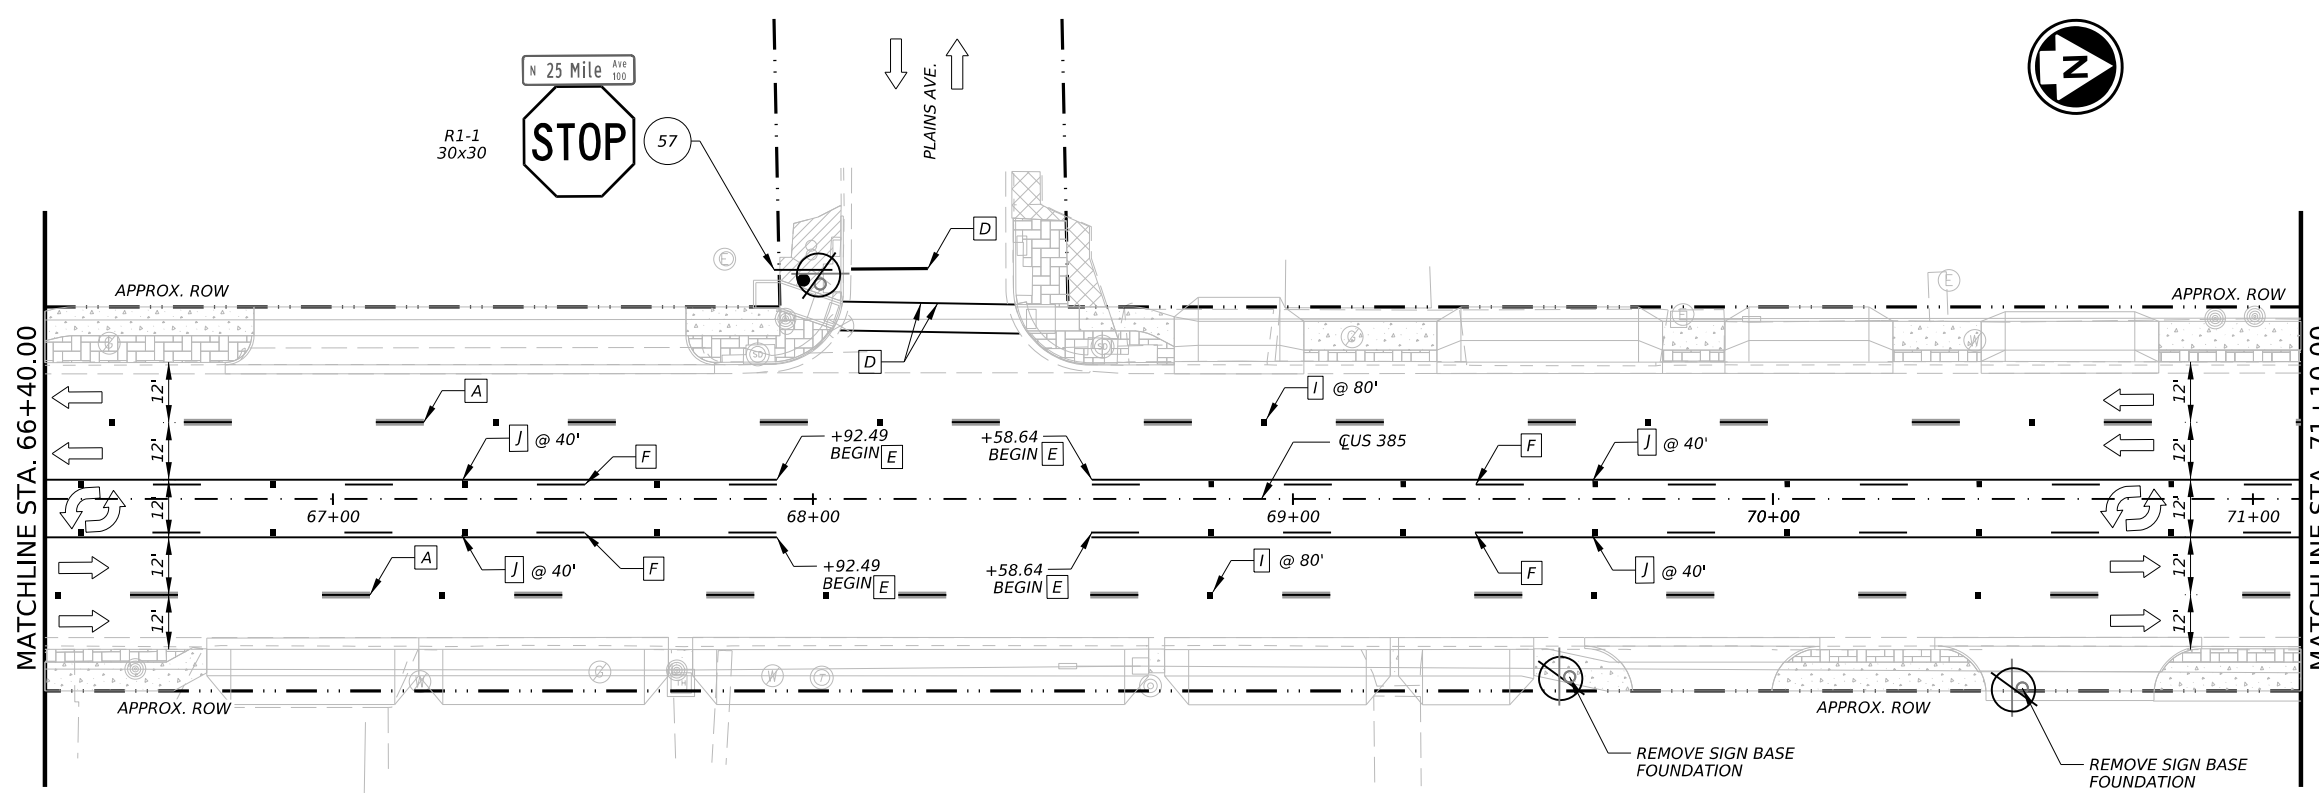 N 25 Mile Ave 100
R1-1
30x30
STOP
57
PLAINS AVE.
N
D
APPROX. ROW
APPROX. ROW
D
MATCHLINE STA. 66+40.00
12'
12'
12'
12'
12'
A
I @ 80'
J @ 40'
F
+92.49
BEGIN E
+58.64
BEGIN E
℄ US 385
F
J @ 40'
67+00
68+00
69+00
70+00
71+00
A
J @ 40'
F
+92.49
BEGIN E
+58.64
BEGIN E
I @ 80'
F
J @ 40'
12'
12'
12'
12'
12'
APPROX. ROW
APPROX. ROW
REMOVE SIGN BASE
FOUNDATION
REMOVE SIGN BASE
FOUNDATION